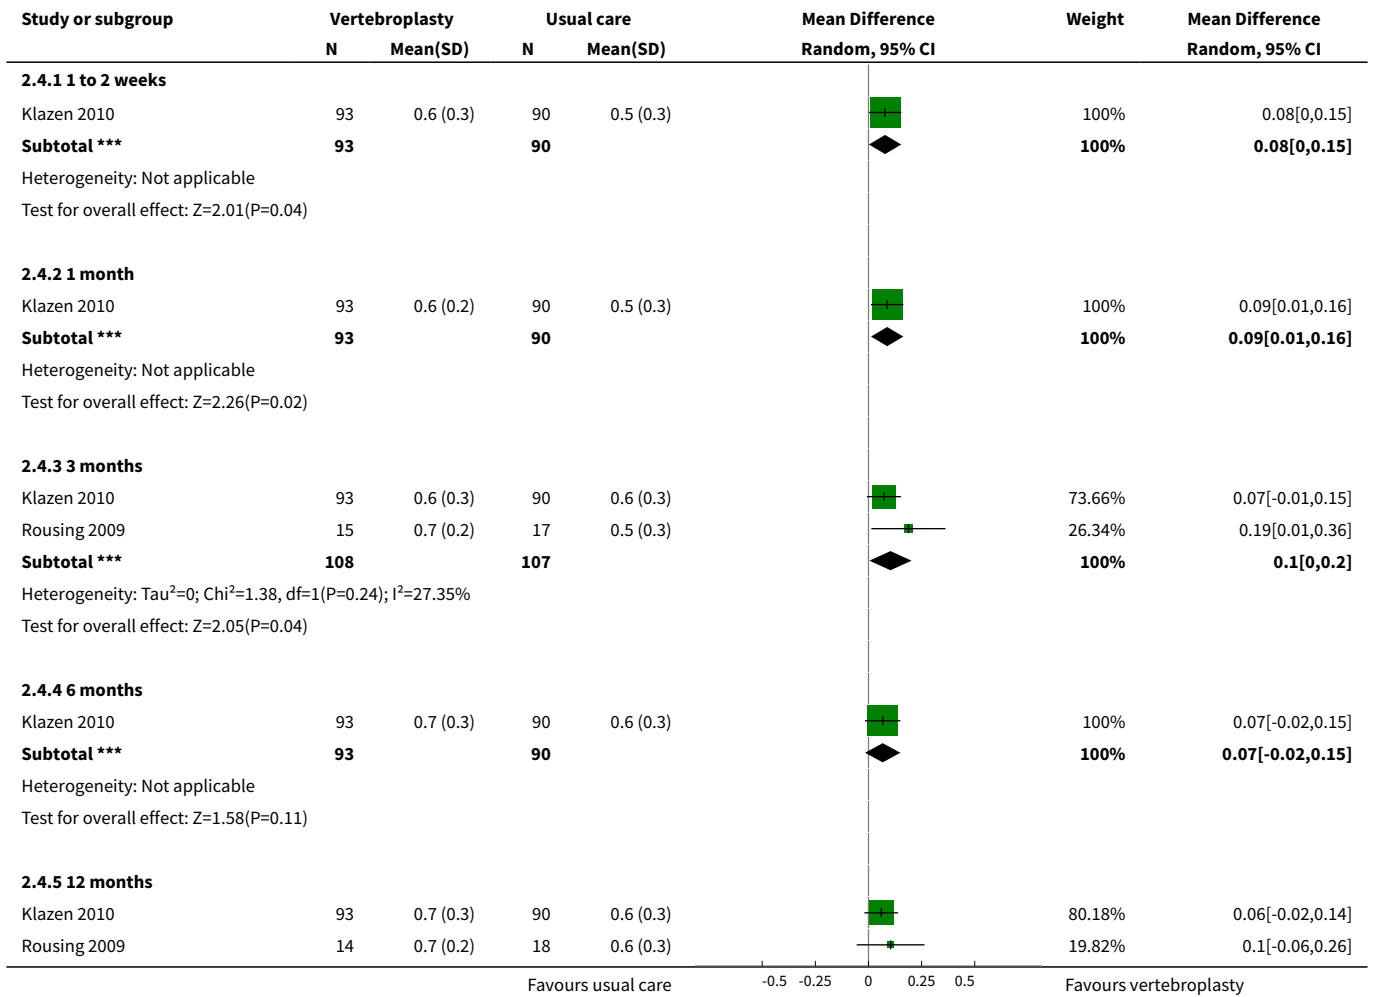 Study or subgroup Vertebroplasty Usual care Mean Difference Weight Mean Difference
N Mean(SD) N Mean(SD) Random, 95% CI Random, 95% CI
2.4.1 1 to 2 weeks
Klazen 2010 93 0.6 (0.3) 90 0.5 (0.3) 100% 0.08[0,0.15]
Subtotal *** 93 90 100% 0.08[0,0.15]
Heterogeneity: Not applicable
Test for overall effect: Z=2.01(P=0.04)
2.4.2 1 month
Klazen 2010 93 0.6 (0.2) 90 0.5 (0.3) 100% 0.09[0.01,0.16]
Subtotal *** 93 90 100% 0.09[0.01,0.16]
Heterogeneity: Not applicable
Test for overall effect: Z=2.26(P=0.02)
2.4.3 3 months
Klazen 2010 93 0.6 (0.3) 90 0.6 (0.3) 73.66% 0.07[-0.01,0.15]
Rousing 2009 15 0.7 (0.2) 17 0.5 (0.3) 26.34% 0.19[0.01,0.36]
Subtotal *** 108 107 100% 0.1[0,0.2]
Heterogeneity: Tau²=0; Chi²=1.38, df=1(P=0.24); I²=27.35%
Test for overall effect: Z=2.05(P=0.04)
2.4.4 6 months
Klazen 2010 93 0.7 (0.3) 90 0.6 (0.3) 100% 0.07[-0.02,0.15]
Subtotal *** 93 90 100% 0.07[-0.02,0.15]
Heterogeneity: Not applicable
Test for overall effect: Z=1.58(P=0.11)
2.4.5 12 months
Klazen 2010 93 0.7 (0.3) 90 0.6 (0.3) 80.18% 0.06[-0.02,0.14]
Rousing 2009 14 0.7 (0.2) 18 0.6 (0.3) 19.82% 0.1[-0.06,0.26]
Favours usual care -0.5 -0.25 0 0.25 0.5 Favours vertebroplasty